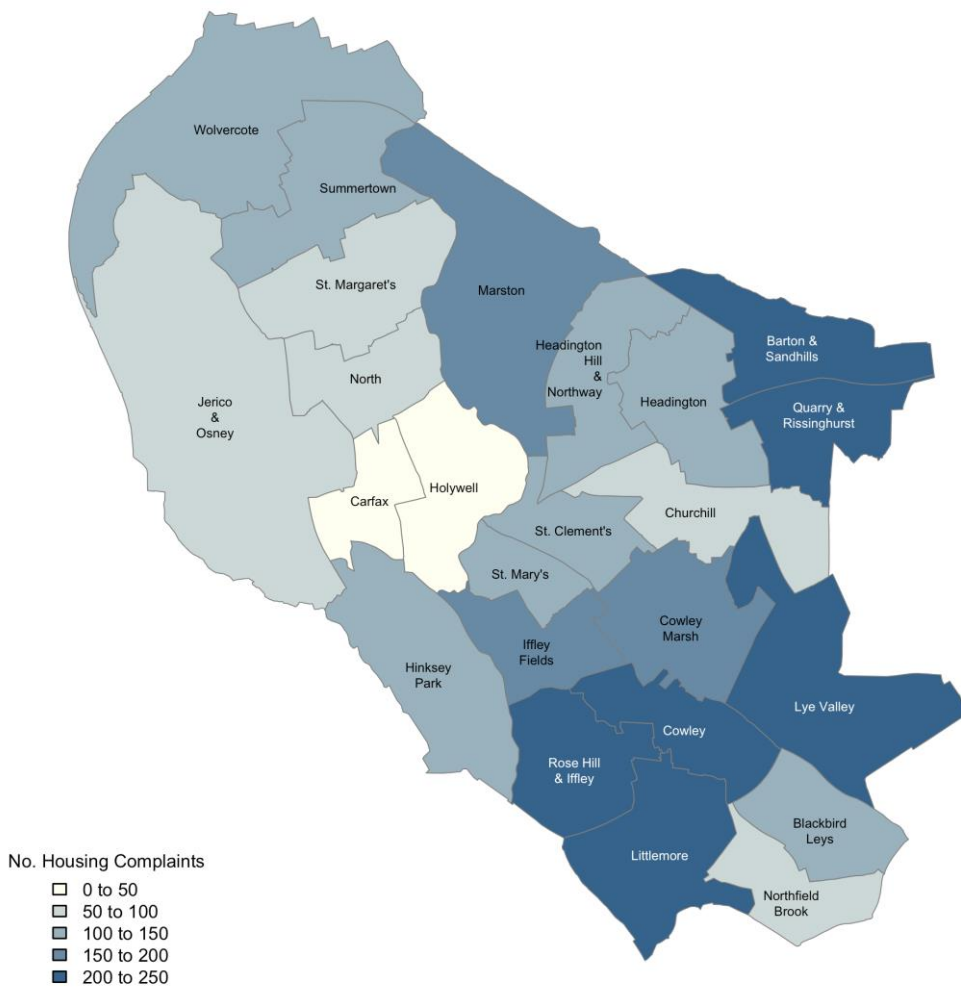 Wolvercote
Summertown
St. Margaret's
Marston
Barton &
Sandhills
Headington
Hill
&
Northway
North
Jerico
&
Osney
Headington
Quarry &
Rissinghurst
Carfax
Holywell
Churchill
St. Clement's
St. Mary's
Cowley
Marsh
Iffley
Fields
Hinksey
Park
Lye Valley
Cowley
Rose Hill
& Iffley
Blackbird
Leys
Littlemore
Northfield
Brook
No. Housing Complaints
0 to 50
50 to 100
100 to 150
150 to 200
200 to 250